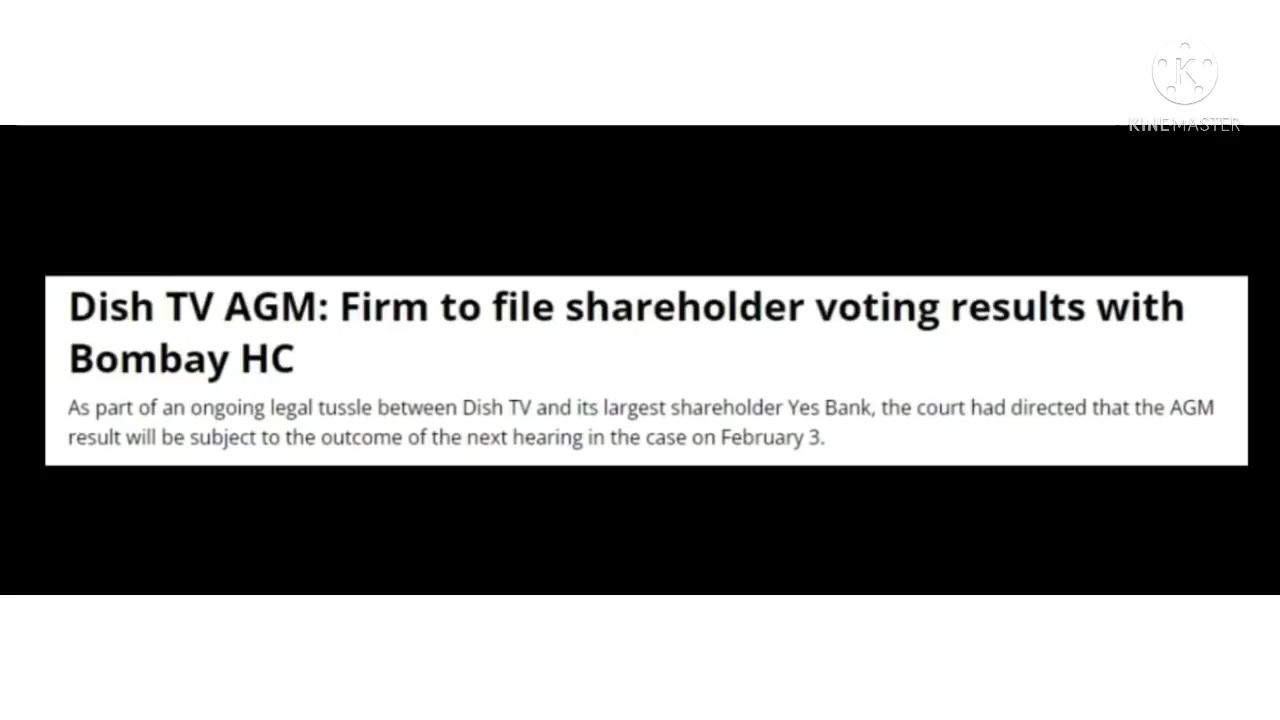 KINEMASTER
Dish TV AGM: Firm to file shareholder voting results with
Bombay HC
As part of an ongoing legal tussle between Dish TV and its largest shareholder Yes Bank, the court had directed that the AGM
result will be subject to the outcome of the next hearing in the case on February 3.